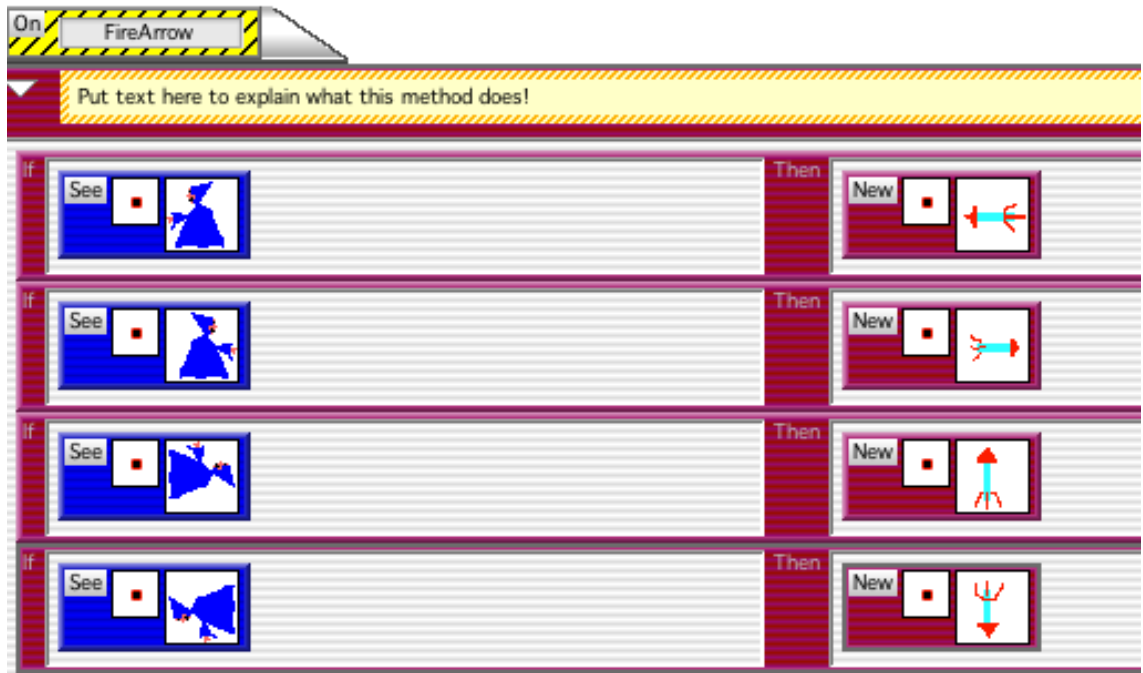 On FireArrow
Put text here to explain what this method does!
If See Then New
If See Then New
If See Then New
If See Then New